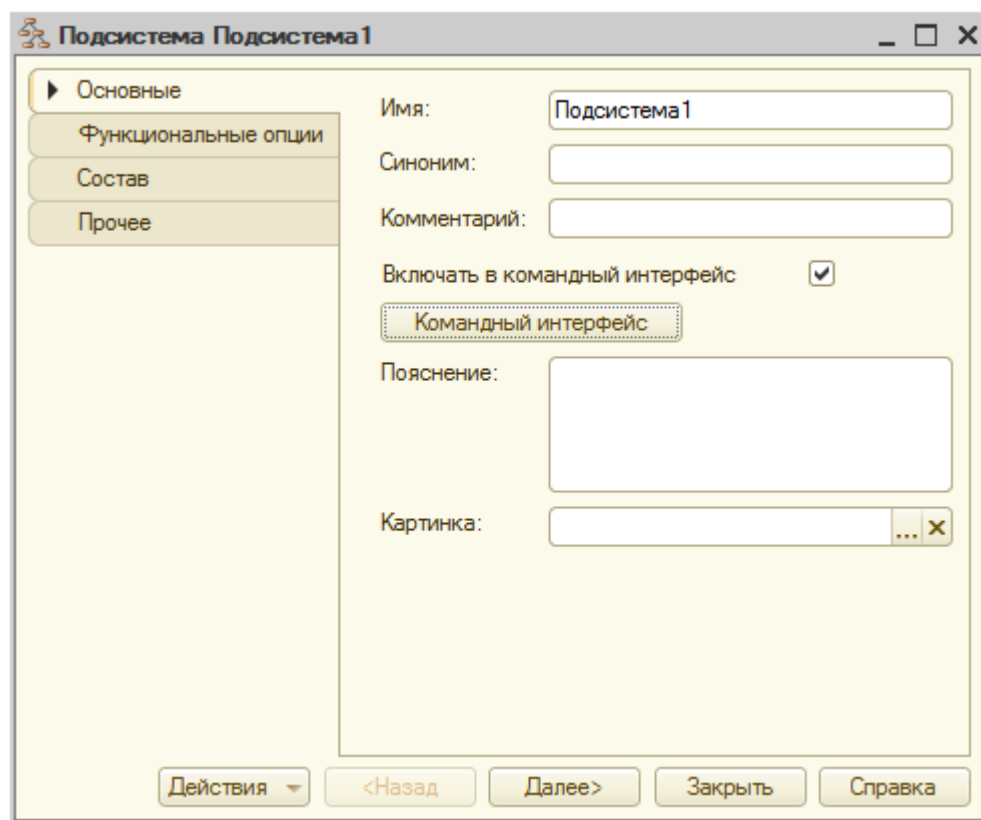 Подсистема Подсистема1
Основные
Функциональные опции
Состав
Прочее
Имя: Подсистема1
Синоним:
Комментарий:
Включать в командный интерфейс
Командный интерфейс
Пояснение:
Картинка: ...
Действия <Назад Далее> Закрыть Справка